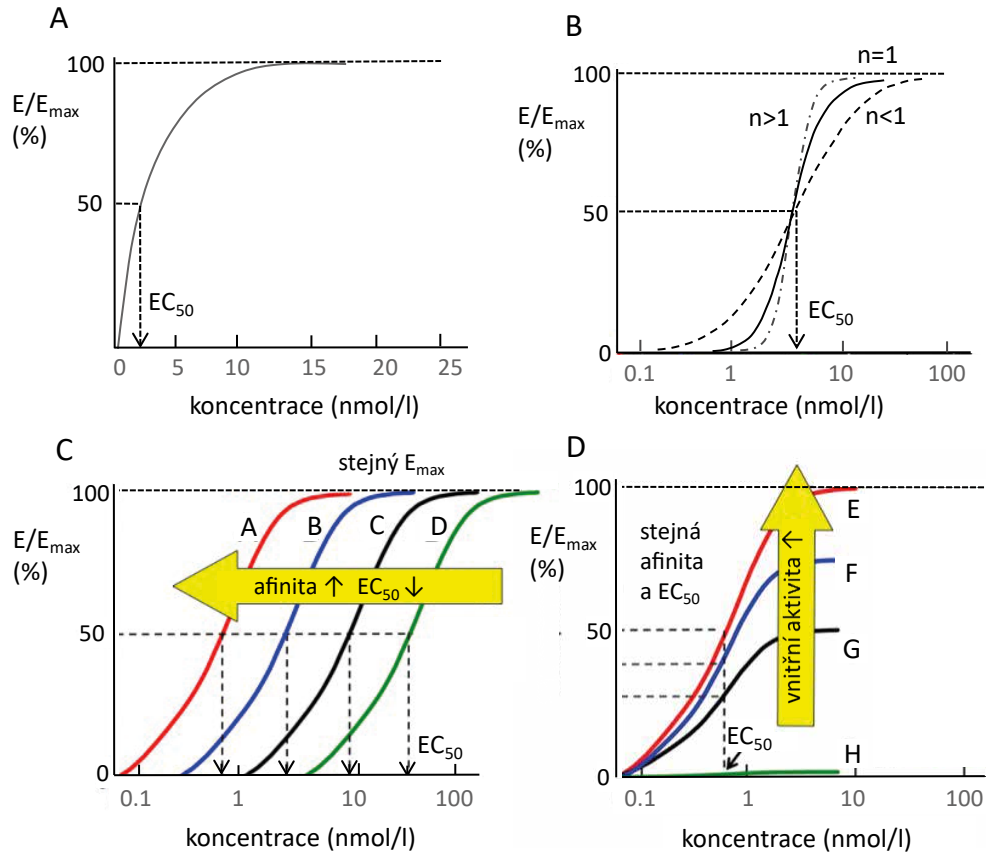 A
100
E/Emax
(%)
50
EC50
0 5 10 15 20 25
koncentrace (nmol/l)
B
n=1
100
E/Emax
(%)
n>1
n<1
50
EC50
0
0.1 1 10 100
koncentrace (nmol/l)
C
stejný Emax
100
A B C D
E/Emax
(%)
afinita ↑ EC50 ↓
50
EC50
0
0.1 1 10 100
koncentrace (nmol/l)
D
100
E
E/Emax
(%)
stejná
afinita
a EC50
vnitřní aktivita ↑
F
50
G
EC50
H
0
0.1 1 10 100
koncentrace (nmol/l)